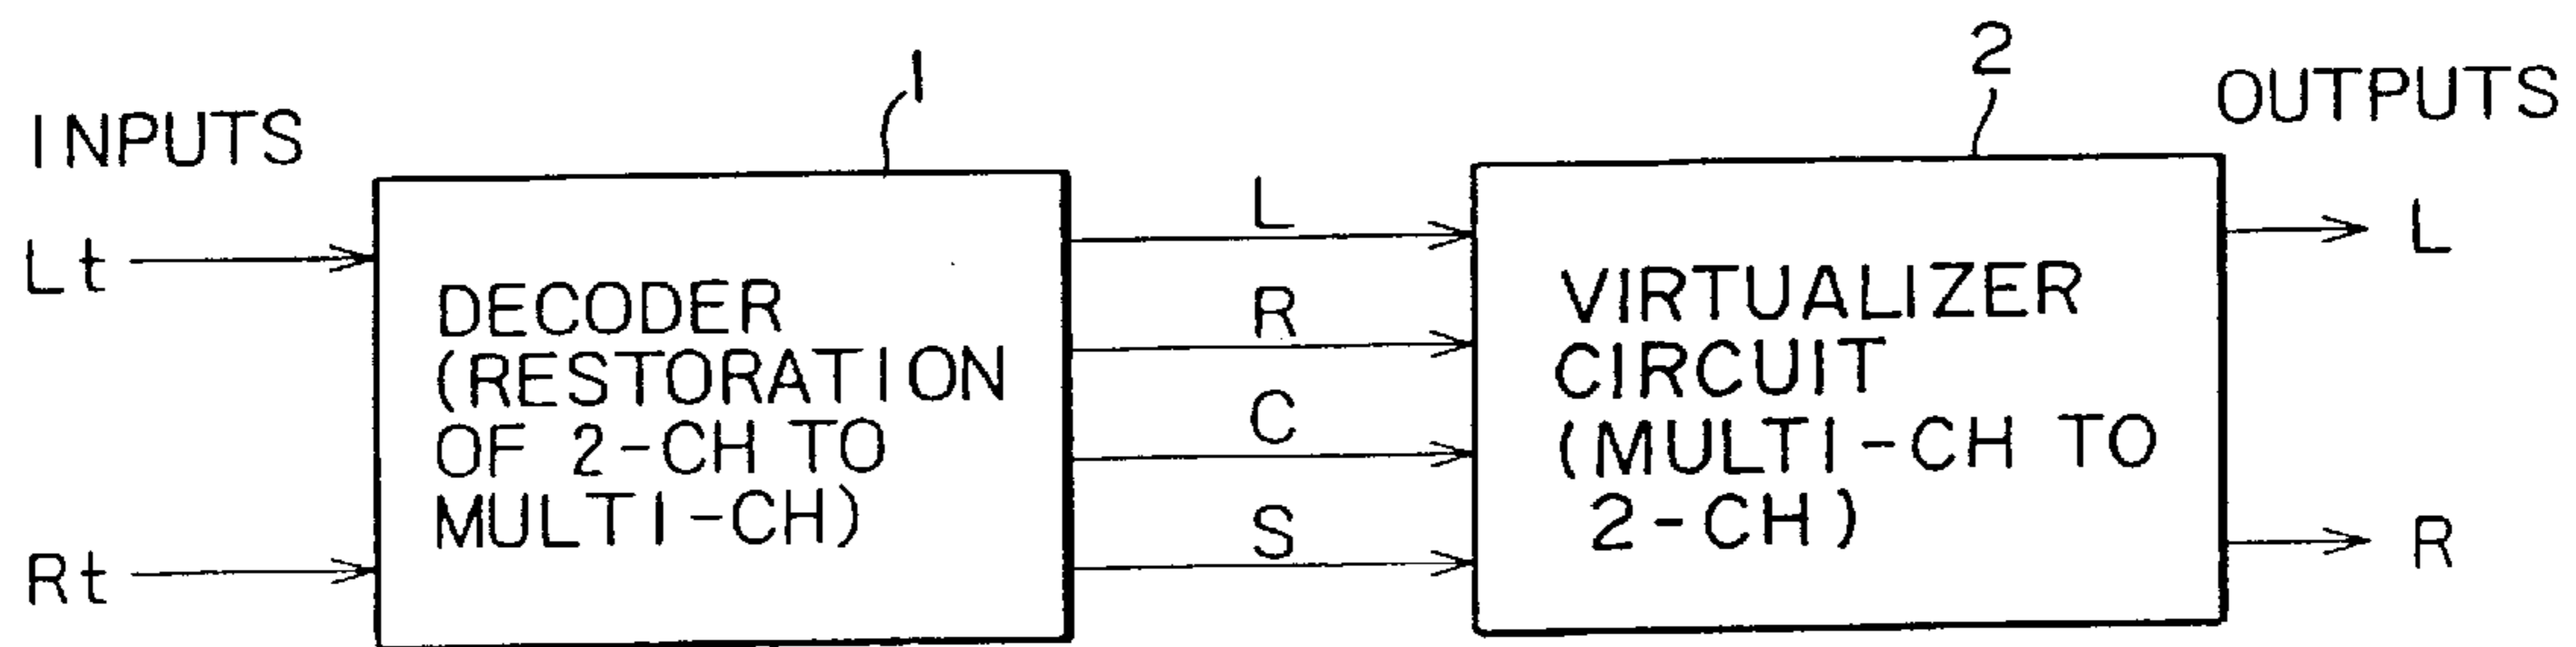 1
2
INPUTS
OUTPUTS
Lt
Rt
DECODER
(RESTORATION
OF 2-CH TO
MULTI-CH)
L
R
C
S
VIRTUALIZER
CIRCUIT
(MULTI-CH TO
2-CH)
L
R